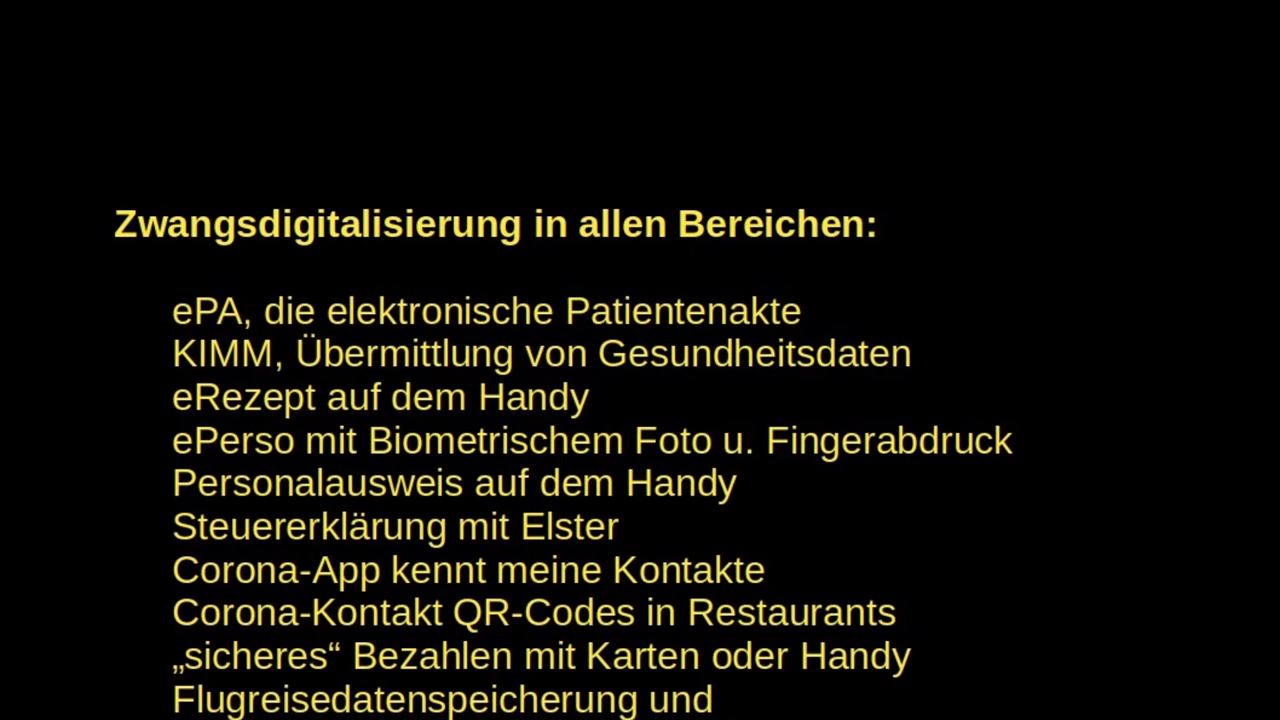 Zwangsdigitalisierung in allen Bereichen:
ePA, die elektronische Patientenakte
KIMM, Übermittlung von Gesundheitsdaten
eRezept auf dem Handy
ePerso mit Biometrischem Foto u. Fingerabdruck
Personalausweis auf dem Handy
Steuererklärung mit Elster
Corona-App kennt meine Kontakte
Corona-Kontakt QR-Codes in Restaurants
„sicheres“ Bezahlen mit Karten oder Handy
Flugreisedatenspeicherung und